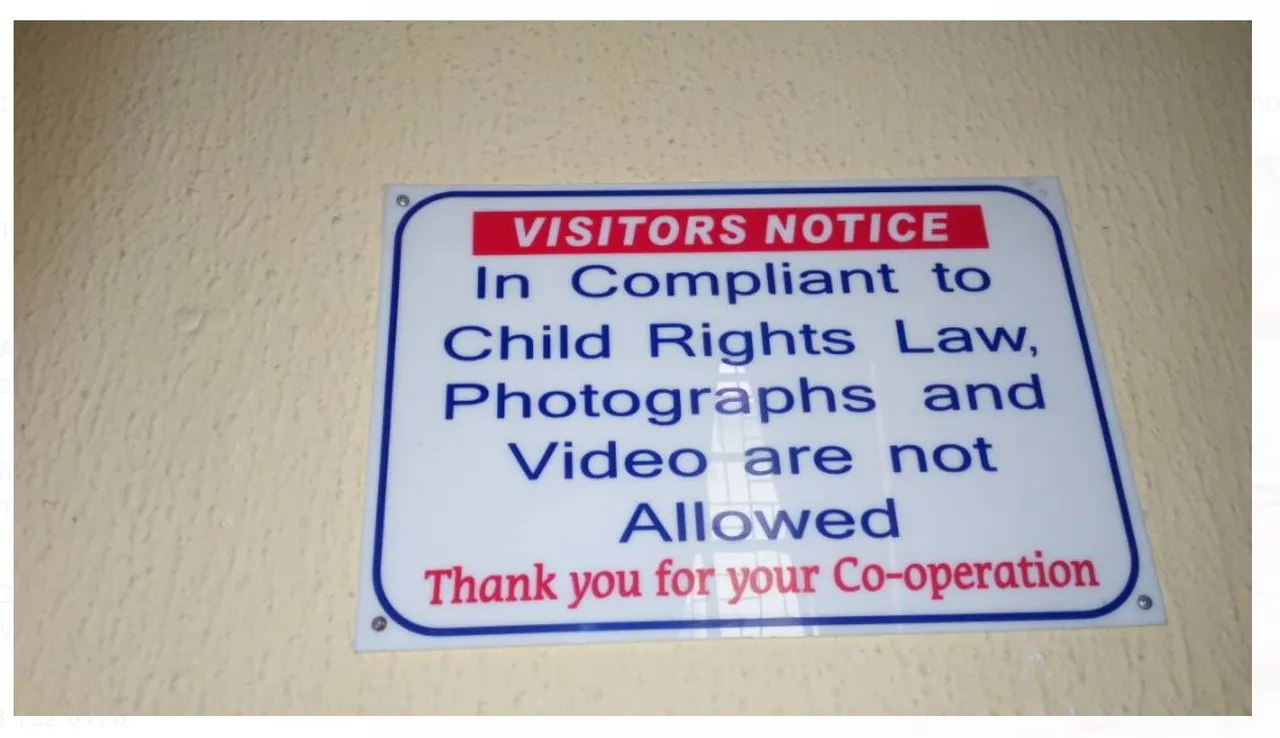 VISITORS NOTICE
In Compliant to
Child Rights Law,
Photographs and
Video are not
Allowed
Thank you for your Co-operation